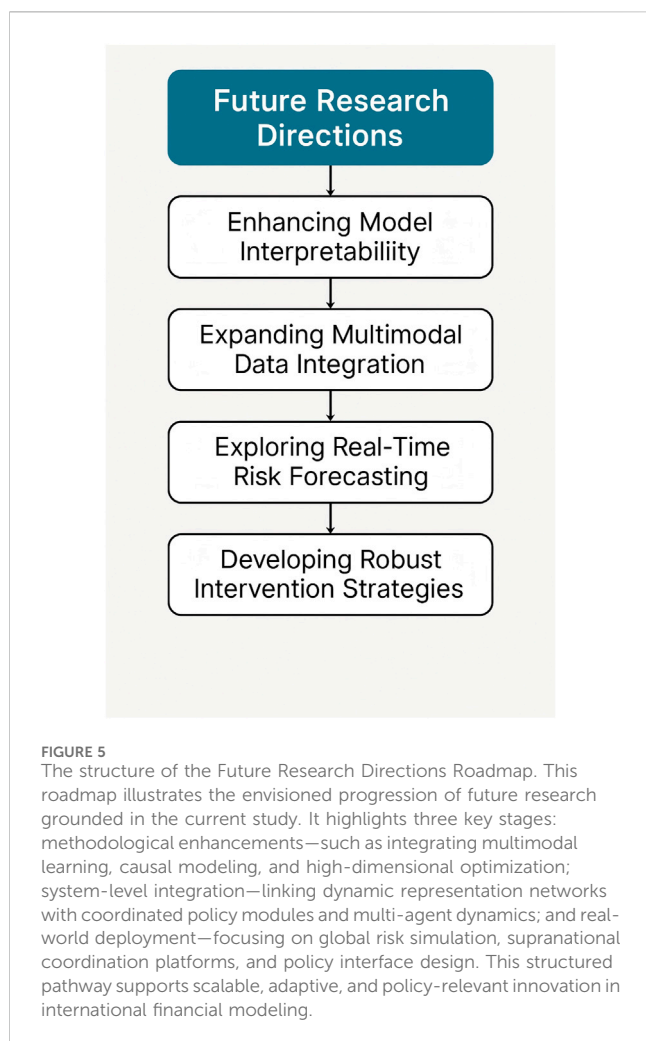 Future Research
Directions
Enhancing Model
Interpretabiliity
Expanding Multimodal
Data Integration
Exploring Real-Time
Risk Forecasting
Developing Robust
Intervention Strategies
FIGURE 5
The structure of the Future Research Directions Roadmap. This
roadmap illustrates the envisioned progression of future research
grounded in the current study. It highlights three key stages:
methodological enhancements—such as integrating multimodal
learning, causal modeling, and high-dimensional optimization;
system-level integration—linking dynamic representation networks
with coordinated policy modules and multi-agent dynamics; and real-
world deployment—focusing on global risk simulation, supranational
coordination platforms, and policy interface design. This structured
pathway supports scalable, adaptive, and policy-relevant innovation in
international financial modeling.